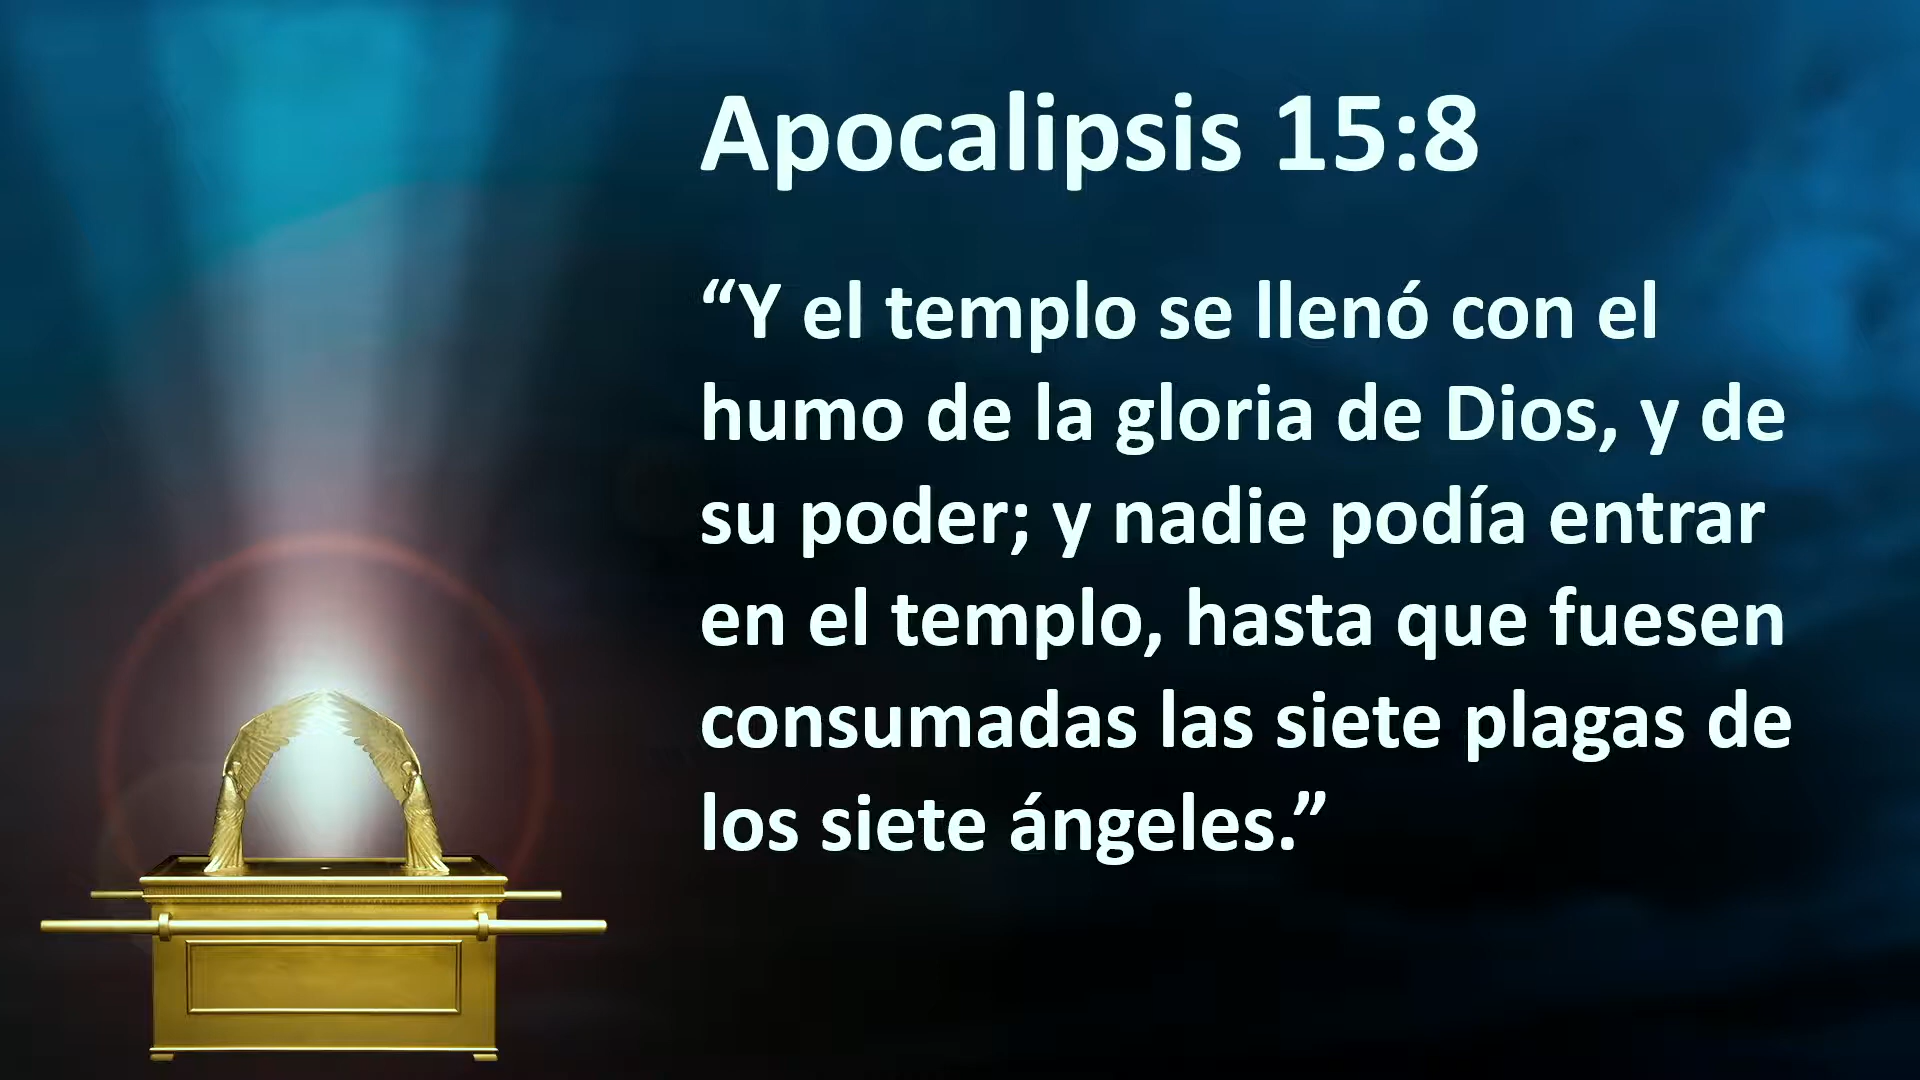 Apocalipsis 15:8
“Y el templo se llenó con el
humo de la gloria de Dios, y de
su poder; y nadie podía entrar
en el templo, hasta que fuesen
consumadas las siete plagas de
los siete ángeles.”